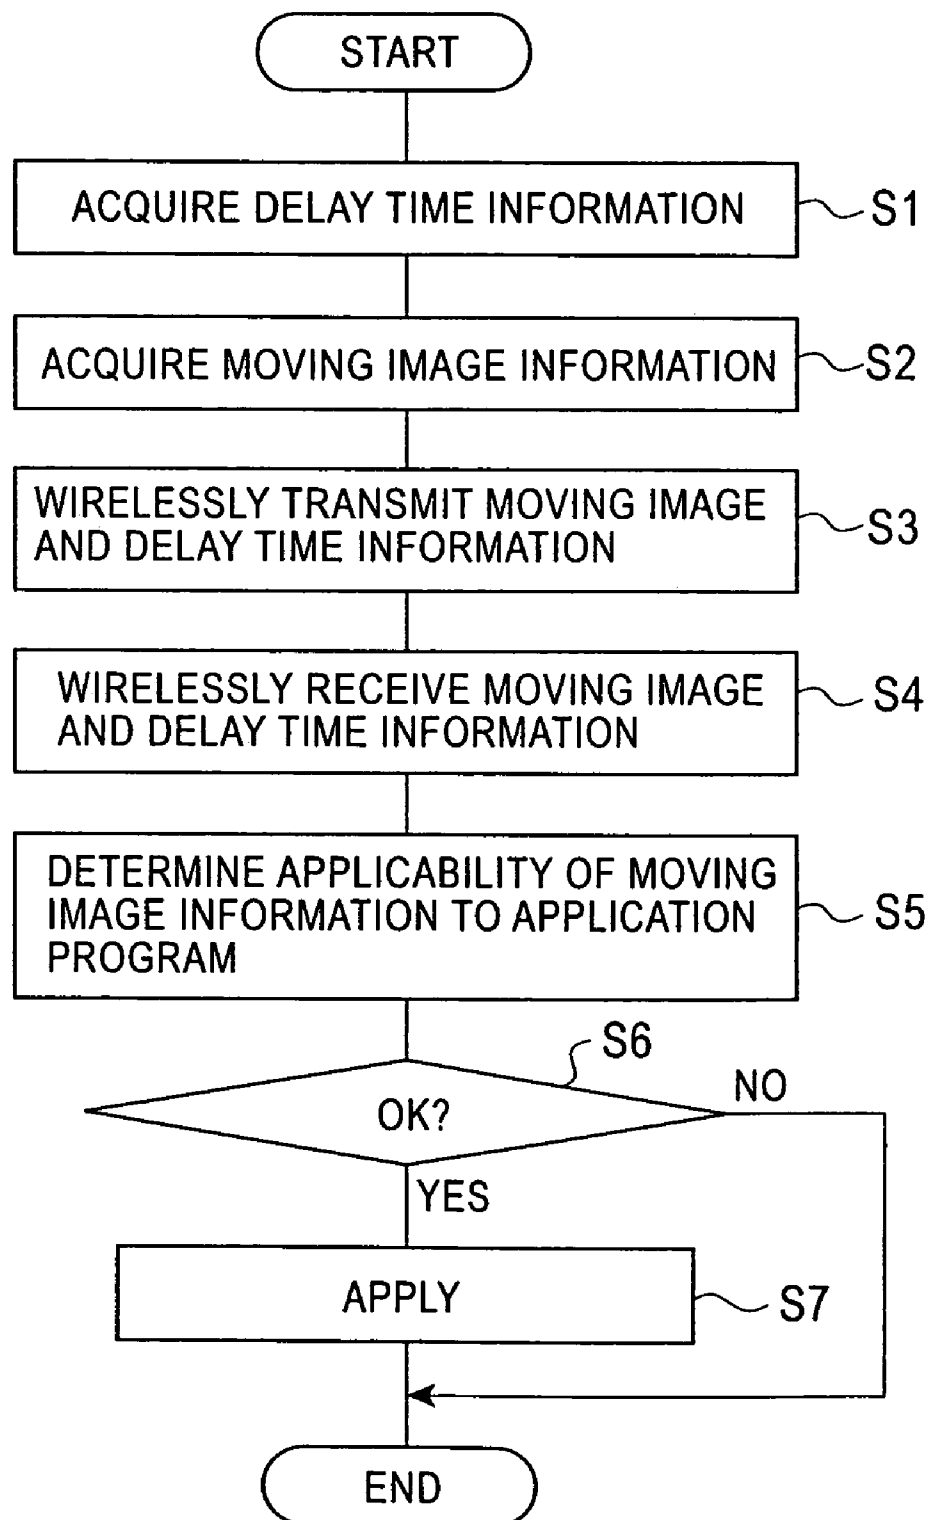 START
ACQUIRE DELAY TIME INFORMATION
S1
ACQUIRE MOVING IMAGE INFORMATION
S2
WIRELESSLY TRANSMIT MOVING IMAGE
AND DELAY TIME INFORMATION
S3
WIRELESSLY RECEIVE MOVING IMAGE
AND DELAY TIME INFORMATION
S4
DETERMINE APPLICABILITY OF MOVING
IMAGE INFORMATION TO APPLICATION
PROGRAM
S5
S6
OK?
NO
YES
APPLY
S7
END